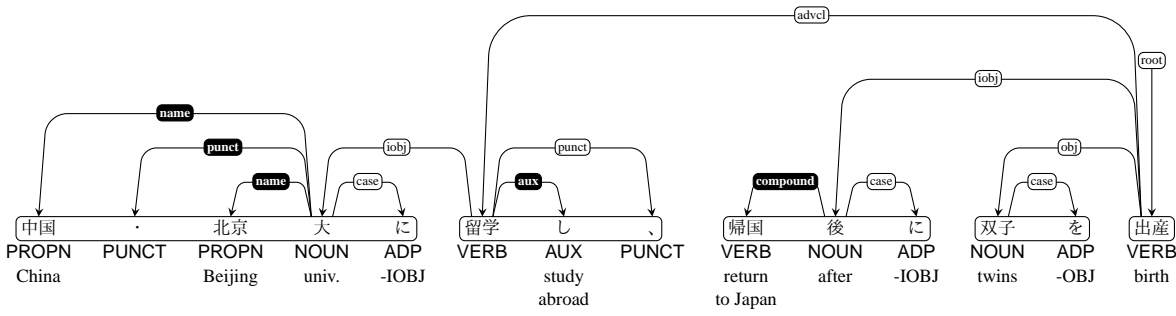 advcl
root
iobj
name
punct iobj punct obj
name case aux compound case case
中国 ・ 北京 大 に 留学 し 、 帰国 後 に 双子 を 出産
PROPN PUNCT PROPN NOUN ADP VERB AUX PUNCT VERB NOUN ADP NOUN ADP VERB
China Beijing univ. -IOBJ study return after -IOBJ twins -OBJ birth
abroad to Japan